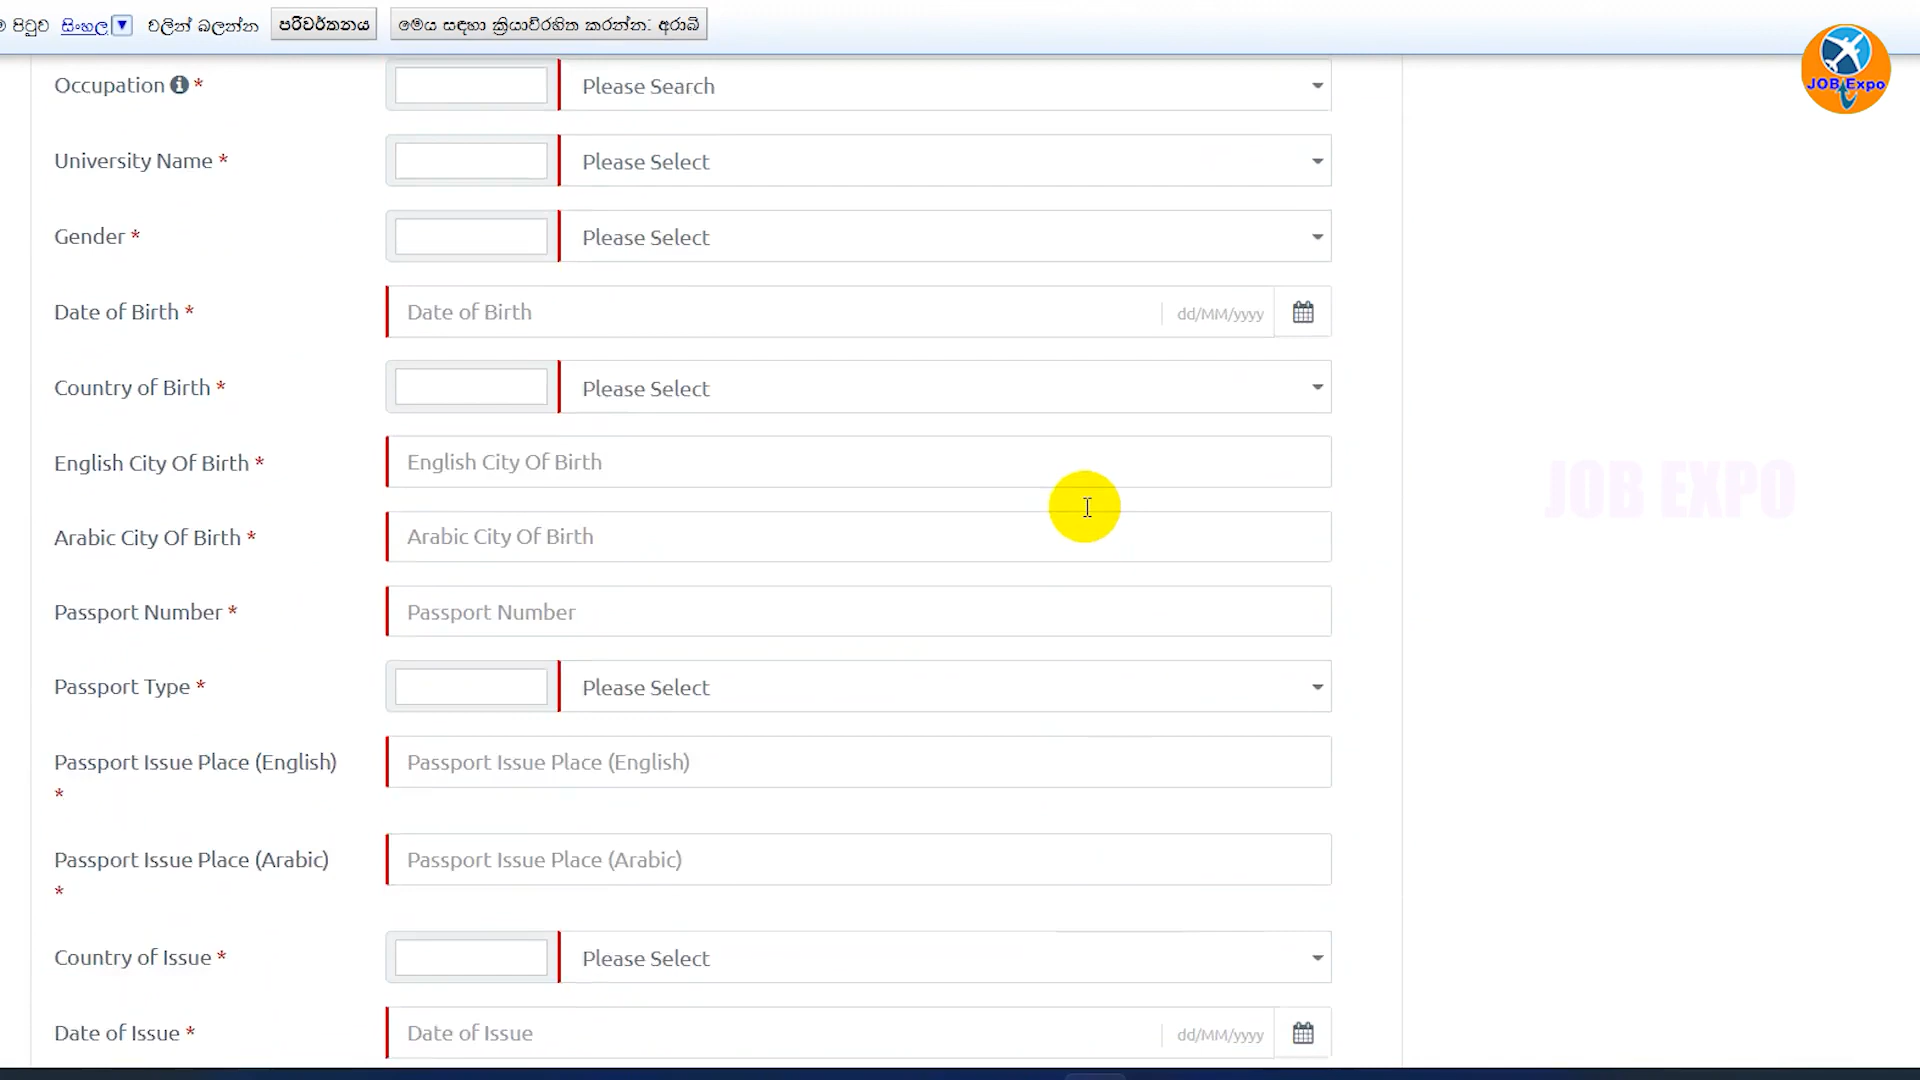 පිටුව සිංහල ▼ වලින් බලන්න පරිවර්තනය මෙය සඳහා ක්‍රියාවිරහිත කරන්න: අරාබි
JOB Expo
Occupation * Please Search
University Name * Please Select
Gender * Please Select
Date of Birth * Date of Birth dd/MM/yyyy
Country of Birth * Please Select
English City Of Birth * English City Of Birth
JOB EXPO
Arabic City Of Birth * Arabic City Of Birth
Passport Number * Passport Number
Passport Type * Please Select
Passport Issue Place (English) Passport Issue Place (English)
*
Passport Issue Place (Arabic) Passport Issue Place (Arabic)
*
Country of Issue * Please Select
Date of Issue * Date of Issue dd/MM/yyyy